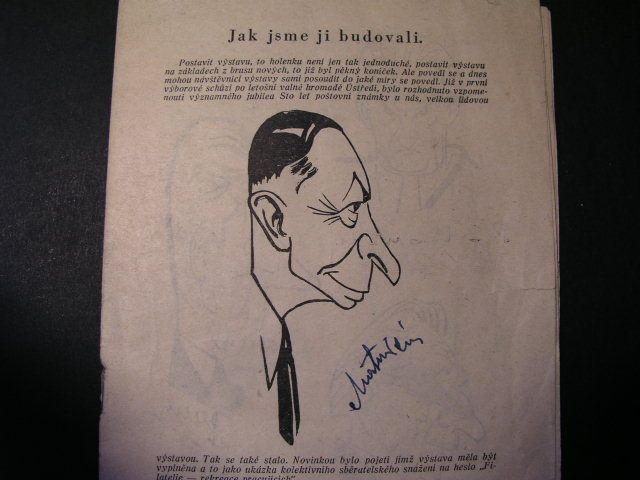 Jak jsme ji budovali.
Postavit výstavu, to holenku není jen tak jednoduché, postavit výstavu
na základech z brusu nových, to již byl pěkný koníček. Ale povedl se a dnes
mohou návštěvníci výstavy sami posoudit do jaké míry se povedl. Již v první
výborové schůzi po letošní valné hromadě Ústředí, bylo rozhodnuto vzpome-
nouti významného jubilea Sto let poštovní známky u nás, velkou lidovou
výstavou. Tak se také stalo. Novinkou bylo pojetí jímž výstava měla být
vyplněna a to jako ukázka kolektivního sběratelského snažení na heslo „Fi-
latelie — rekreace pracujících"